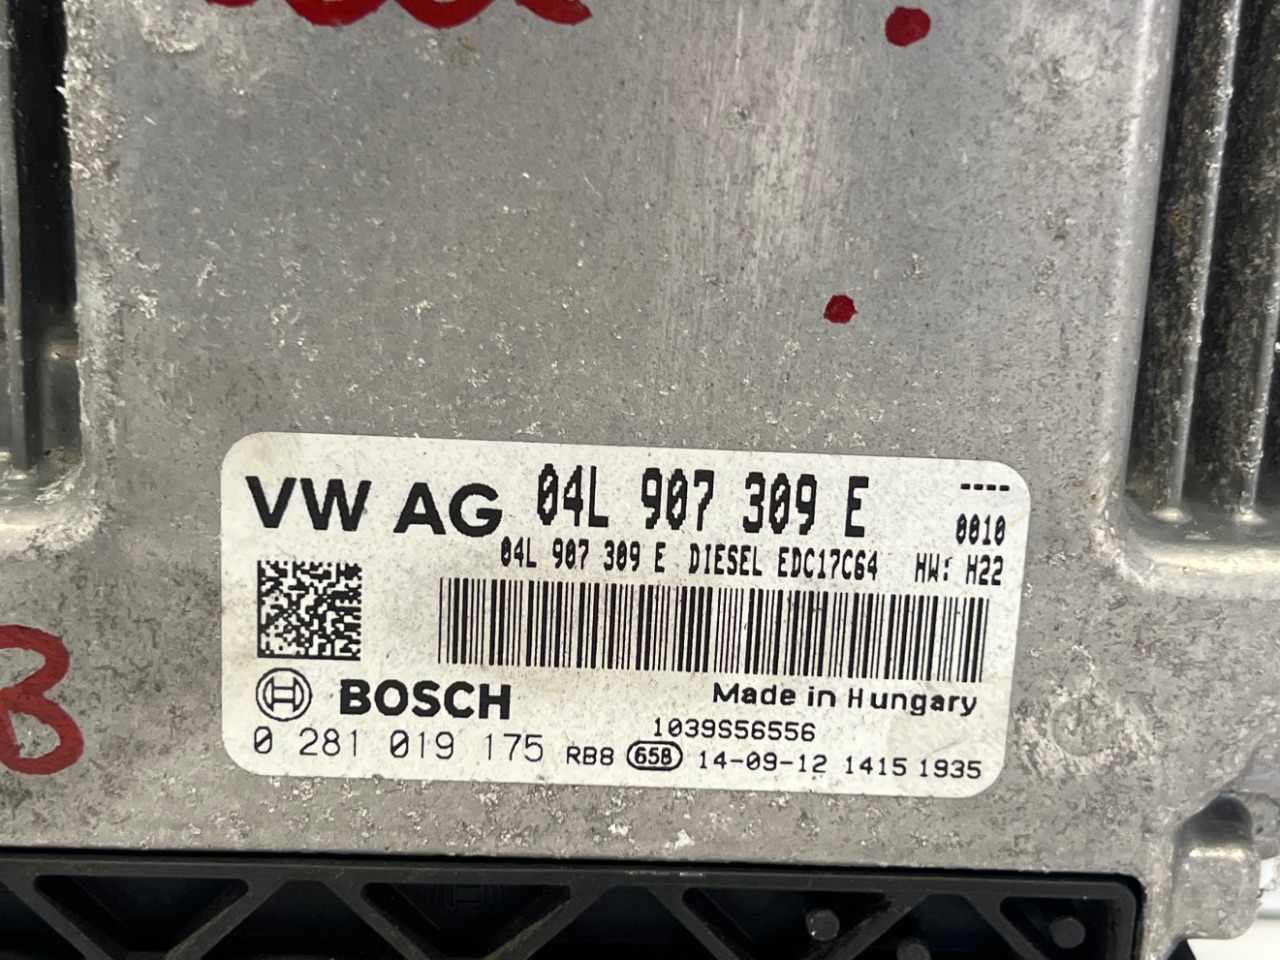 VW AG 04L 907 309 E ----
0010
04L 907 309 E DIESEL EDC17C64 HW: H22
BOSCH Made in Hungary
1039S56556
0 281 019 175 RB8 658 14-09-12 1415 1935
B